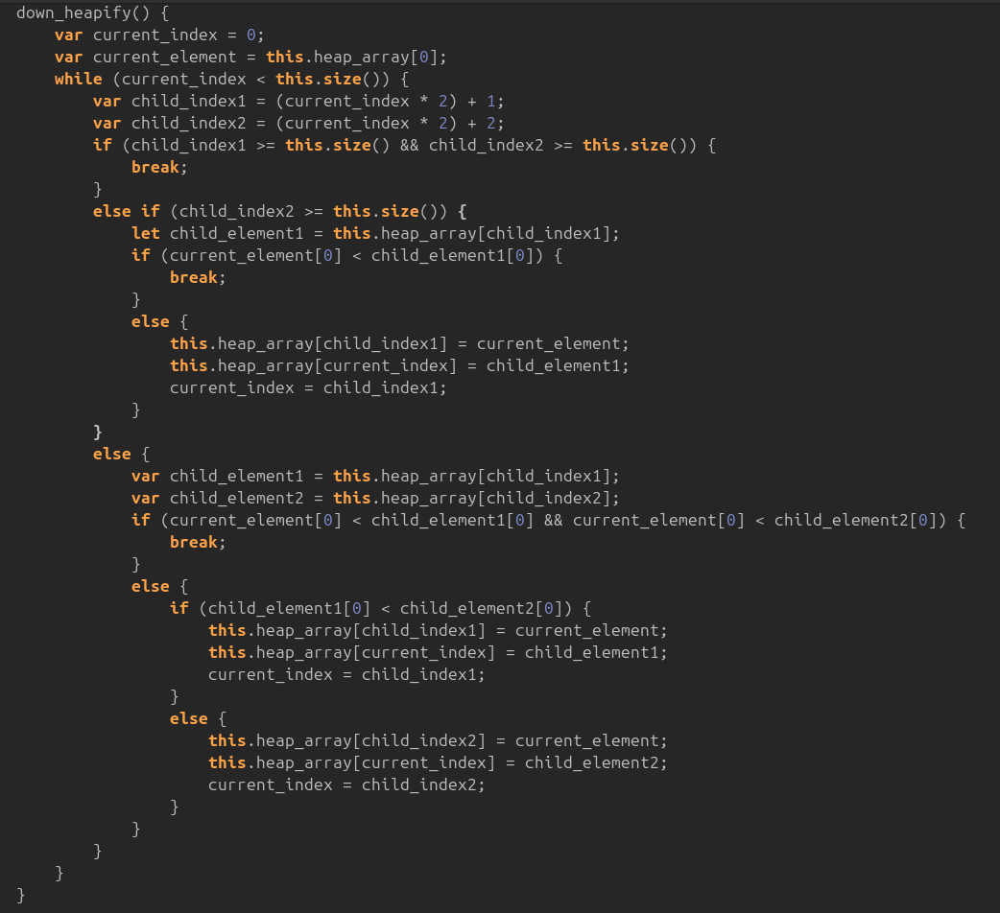 down_heapify() {
    var current_index = 0;
    var current_element = this.heap_array[0];
    while (current_index < this.size()) {
        var child_index1 = (current_index * 2) + 1;
        var child_index2 = (current_index * 2) + 2;
        if (child_index1 >= this.size() && child_index2 >= this.size()) {
            break;
        }
        else if (child_index2 >= this.size()) {
            let child_element1 = this.heap_array[child_index1];
            if (current_element[0] < child_element1[0]) {
                break;
            }
            else {
                this.heap_array[child_index1] = current_element;
                this.heap_array[current_index] = child_element1;
                current_index = child_index1;
            }
        }
        else {
            var child_element1 = this.heap_array[child_index1];
            var child_element2 = this.heap_array[child_index2];
            if (current_element[0] < child_element1[0] && current_element[0] < child_element2[0]) {
                break;
            }
            else {
                if (child_element1[0] < child_element2[0]) {
                    this.heap_array[child_index1] = current_element;
                    this.heap_array[current_index] = child_element1;
                    current_index = child_index1;
                }
                else {
                    this.heap_array[child_index2] = current_element;
                    this.heap_array[current_index] = child_element2;
                    current_index = child_index2;
                }
            }
        }
    }
}